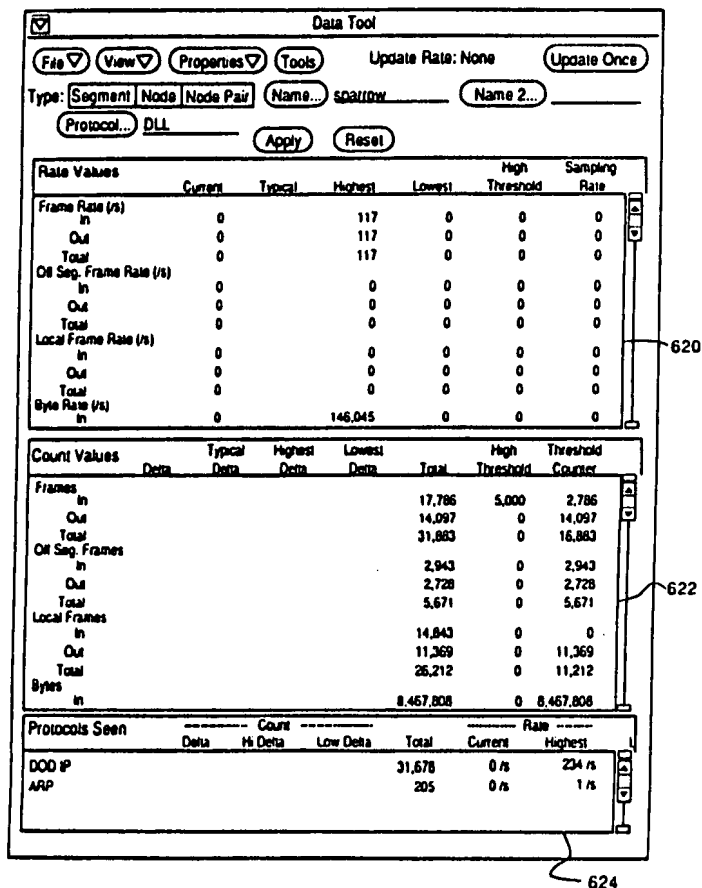 Data Tool
File View Properties Tools Update Rate: None Update Once
Type: Segment Node Node Pair Name... sparrow Name 2...
Protocol... DLL
Apply Reset
Rate Values Current Typical Highest Lowest High Threshold Sampling Rate
Frame Rate (/s)
In 0 117 0 0 0
Out 0 117 0 0 0
Total 0 117 0 0 0
Off Seg. Frame Rate (/s)
In 0 0 0 0 0
Out 0 0 0 0 0
Total 0 0 0 0 0
Local Frame Rate (/s)
In 0 0 0 0 0
Out 0 0 0 0 0
Total 0 0 0 0 0
Byte Rate (/s)
In 0 146,045 0 0 0
620
Count Values Delta Typical Delta Highest Delta Lowest Delta Total High Threshold Threshold Counter
Frames
In 17,786 5,000 2,786
Out 14,097 0 14,097
Total 31,883 0 16,883
Off Seg. Frames
In 2,943 0 2,943
Out 2,728 0 2,728
Total 5,671 0 5,671
Local Frames
In 14,843 0 0
Out 11,369 0 11,369
Total 26,212 0 11,212
Bytes
In 8,467,808 0 8,467,808
622
Protocols Seen ------- Count ------- ------- Rate -----
Delta Hi Delta Low Delta Total Current Highest L
DOD IP 31,678 0 /s 234 /s
ARP 205 0 /s 1 /s
624